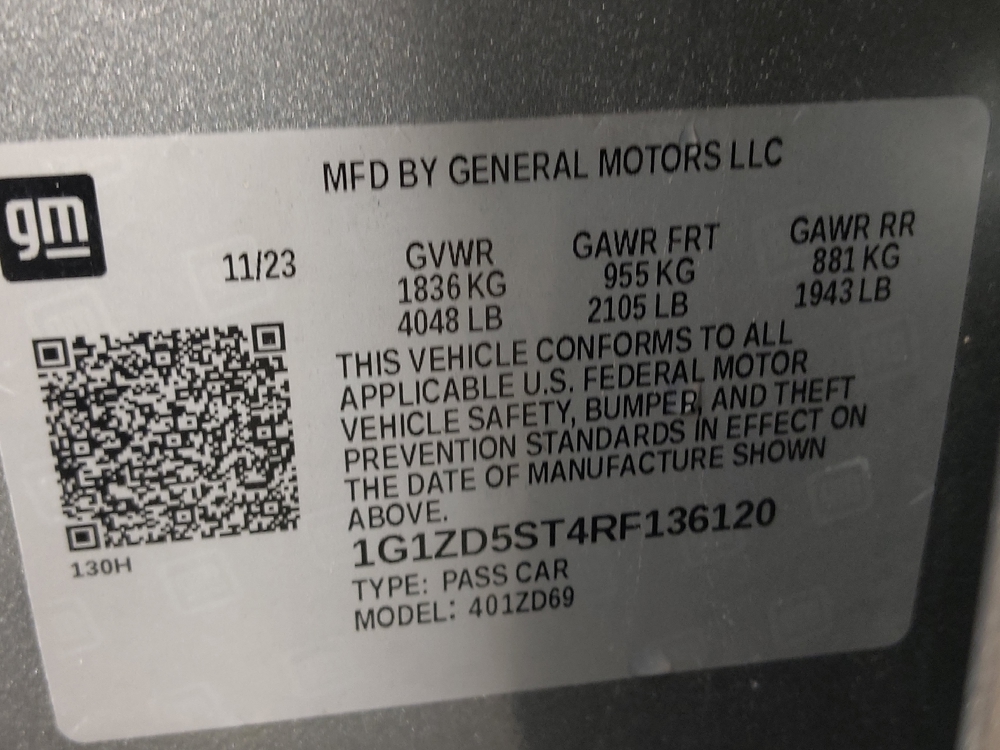 MFD BY GENERAL MOTORS LLC
gm
11/23
GVWR
1836 KG
4048 LB
GAWR FRT
955 KG
2105 LB
GAWR RR
881 KG
1943 LB
THIS VEHICLE CONFORMS TO ALL
APPLICABLE U.S. FEDERAL MOTOR
VEHICLE SAFETY, BUMPER, AND THEFT
PREVENTION STANDARDS IN EFFECT ON
THE DATE OF MANUFACTURE SHOWN
ABOVE.
1G1ZD5ST4RF136120
TYPE: PASS CAR
MODEL: 401ZD69
130H